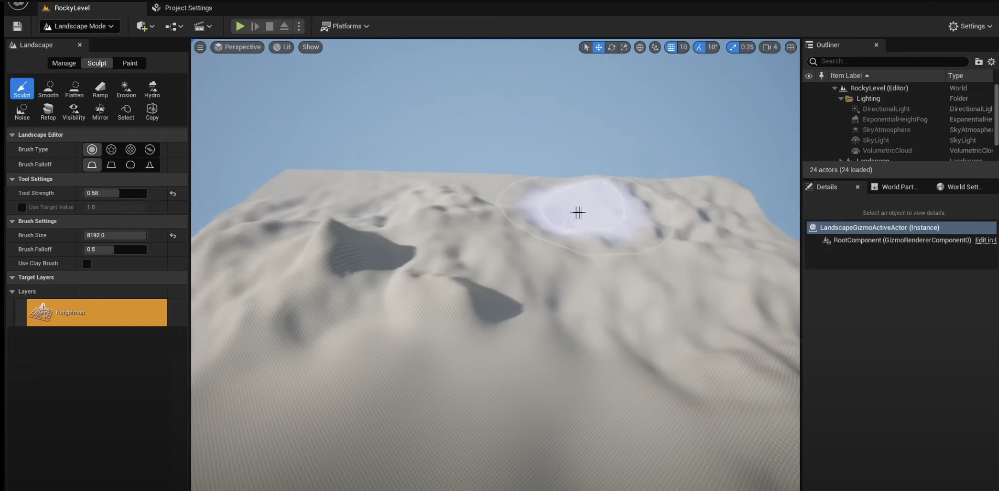 RockyLevel
Project Settings
Landscape Mode
Platforms
Settings
Landscape
Manage Sculpt Paint
Sculpt Smooth Flatten Ramp Erosion Hydro
Noise Retop Visibility Mirror Select Copy
Landscape Editor
Brush Type
Brush Falloff
Tool Settings
Tool Strength 0.58
Use Target Value 1.0
Brush Settings
Brush Size 8192.0
Brush Falloff 0.5
Use Clay Brush
Target Layers
Layers
Heightmap
Perspective Lit Show
10 10° 0.25 4
Outliner
Search...
Item Label Type
RockyLevel (Editor) World
Lighting Folder
DirectionalLight DirectionalLigl
ExponentialHeightFog ExponentialHe
SkyAtmosphere SkyAtmospher
SkyLight SkyLight
VolumetricCloud VolumetricClou
Landscape Landscape
24 actors (24 loaded)
Details World Part... World Sett...
Select an object to view details.
LandscapeGizmoActiveActor (Instance)
RootComponent (GizmoRendererComponent0) Edit in C